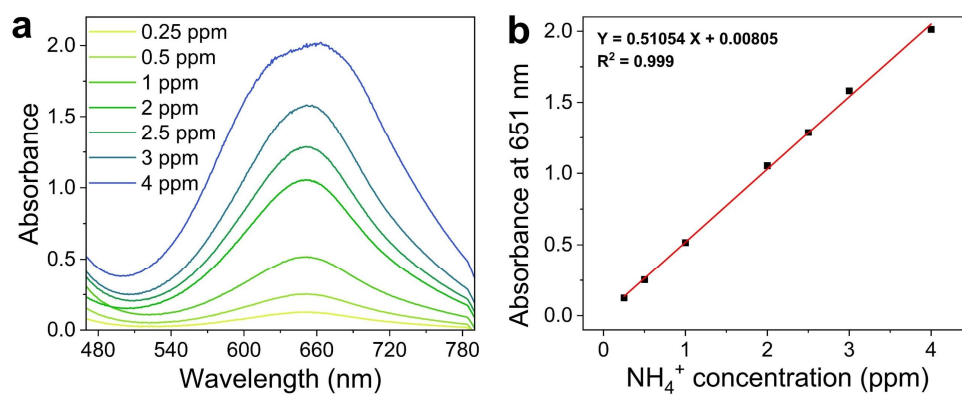 a
0.25 ppm
0.5 ppm
1 ppm
2 ppm
2.5 ppm
3 ppm
4 ppm
2.0
1.5
1.0
0.5
0.0
Absorbance
480 540 600 660 720 780
Wavelength (nm)
b
Y = 0.51054 X + 0.00805
R² = 0.999
2.0
1.5
1.0
0.5
0.0
Absorbance at 651 nm
0 1 2 3 4
NH₄⁺ concentration (ppm)